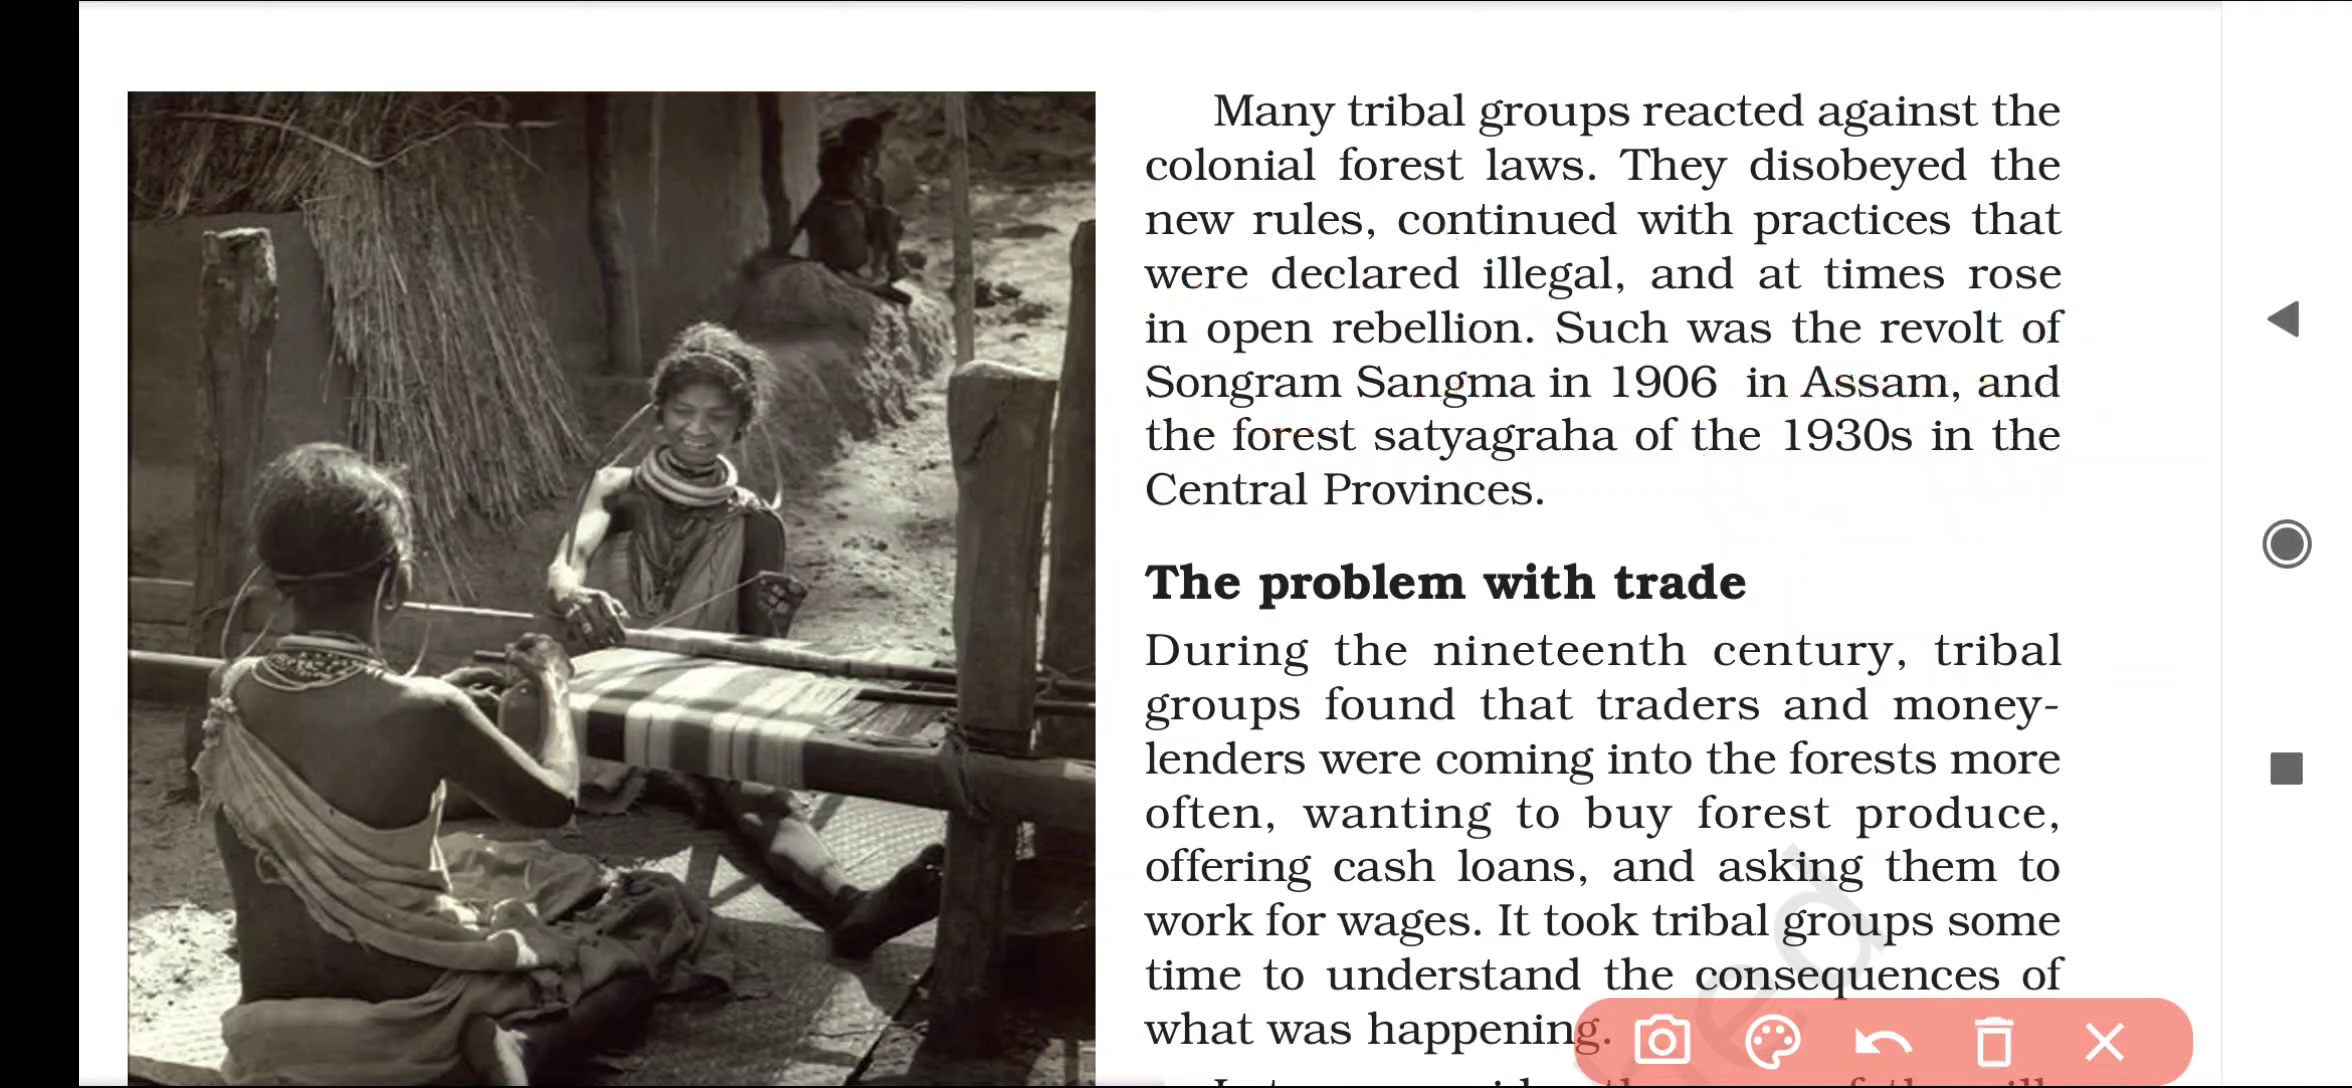 Many tribal groups reacted against the
colonial forest laws. They disobeyed the
new rules, continued with practices that
were declared illegal, and at times rose
in open rebellion. Such was the revolt of
Songram Sangma in 1906 in Assam, and
the forest satyagraha of the 1930s in the
Central Provinces.
The problem with trade
During the nineteenth century, tribal
groups found that traders and money-
lenders were coming into the forests more
often, wanting to buy forest produce,
offering cash loans, and asking them to
work for wages. It took tribal groups some
time to understand the consequences of
what was happening.